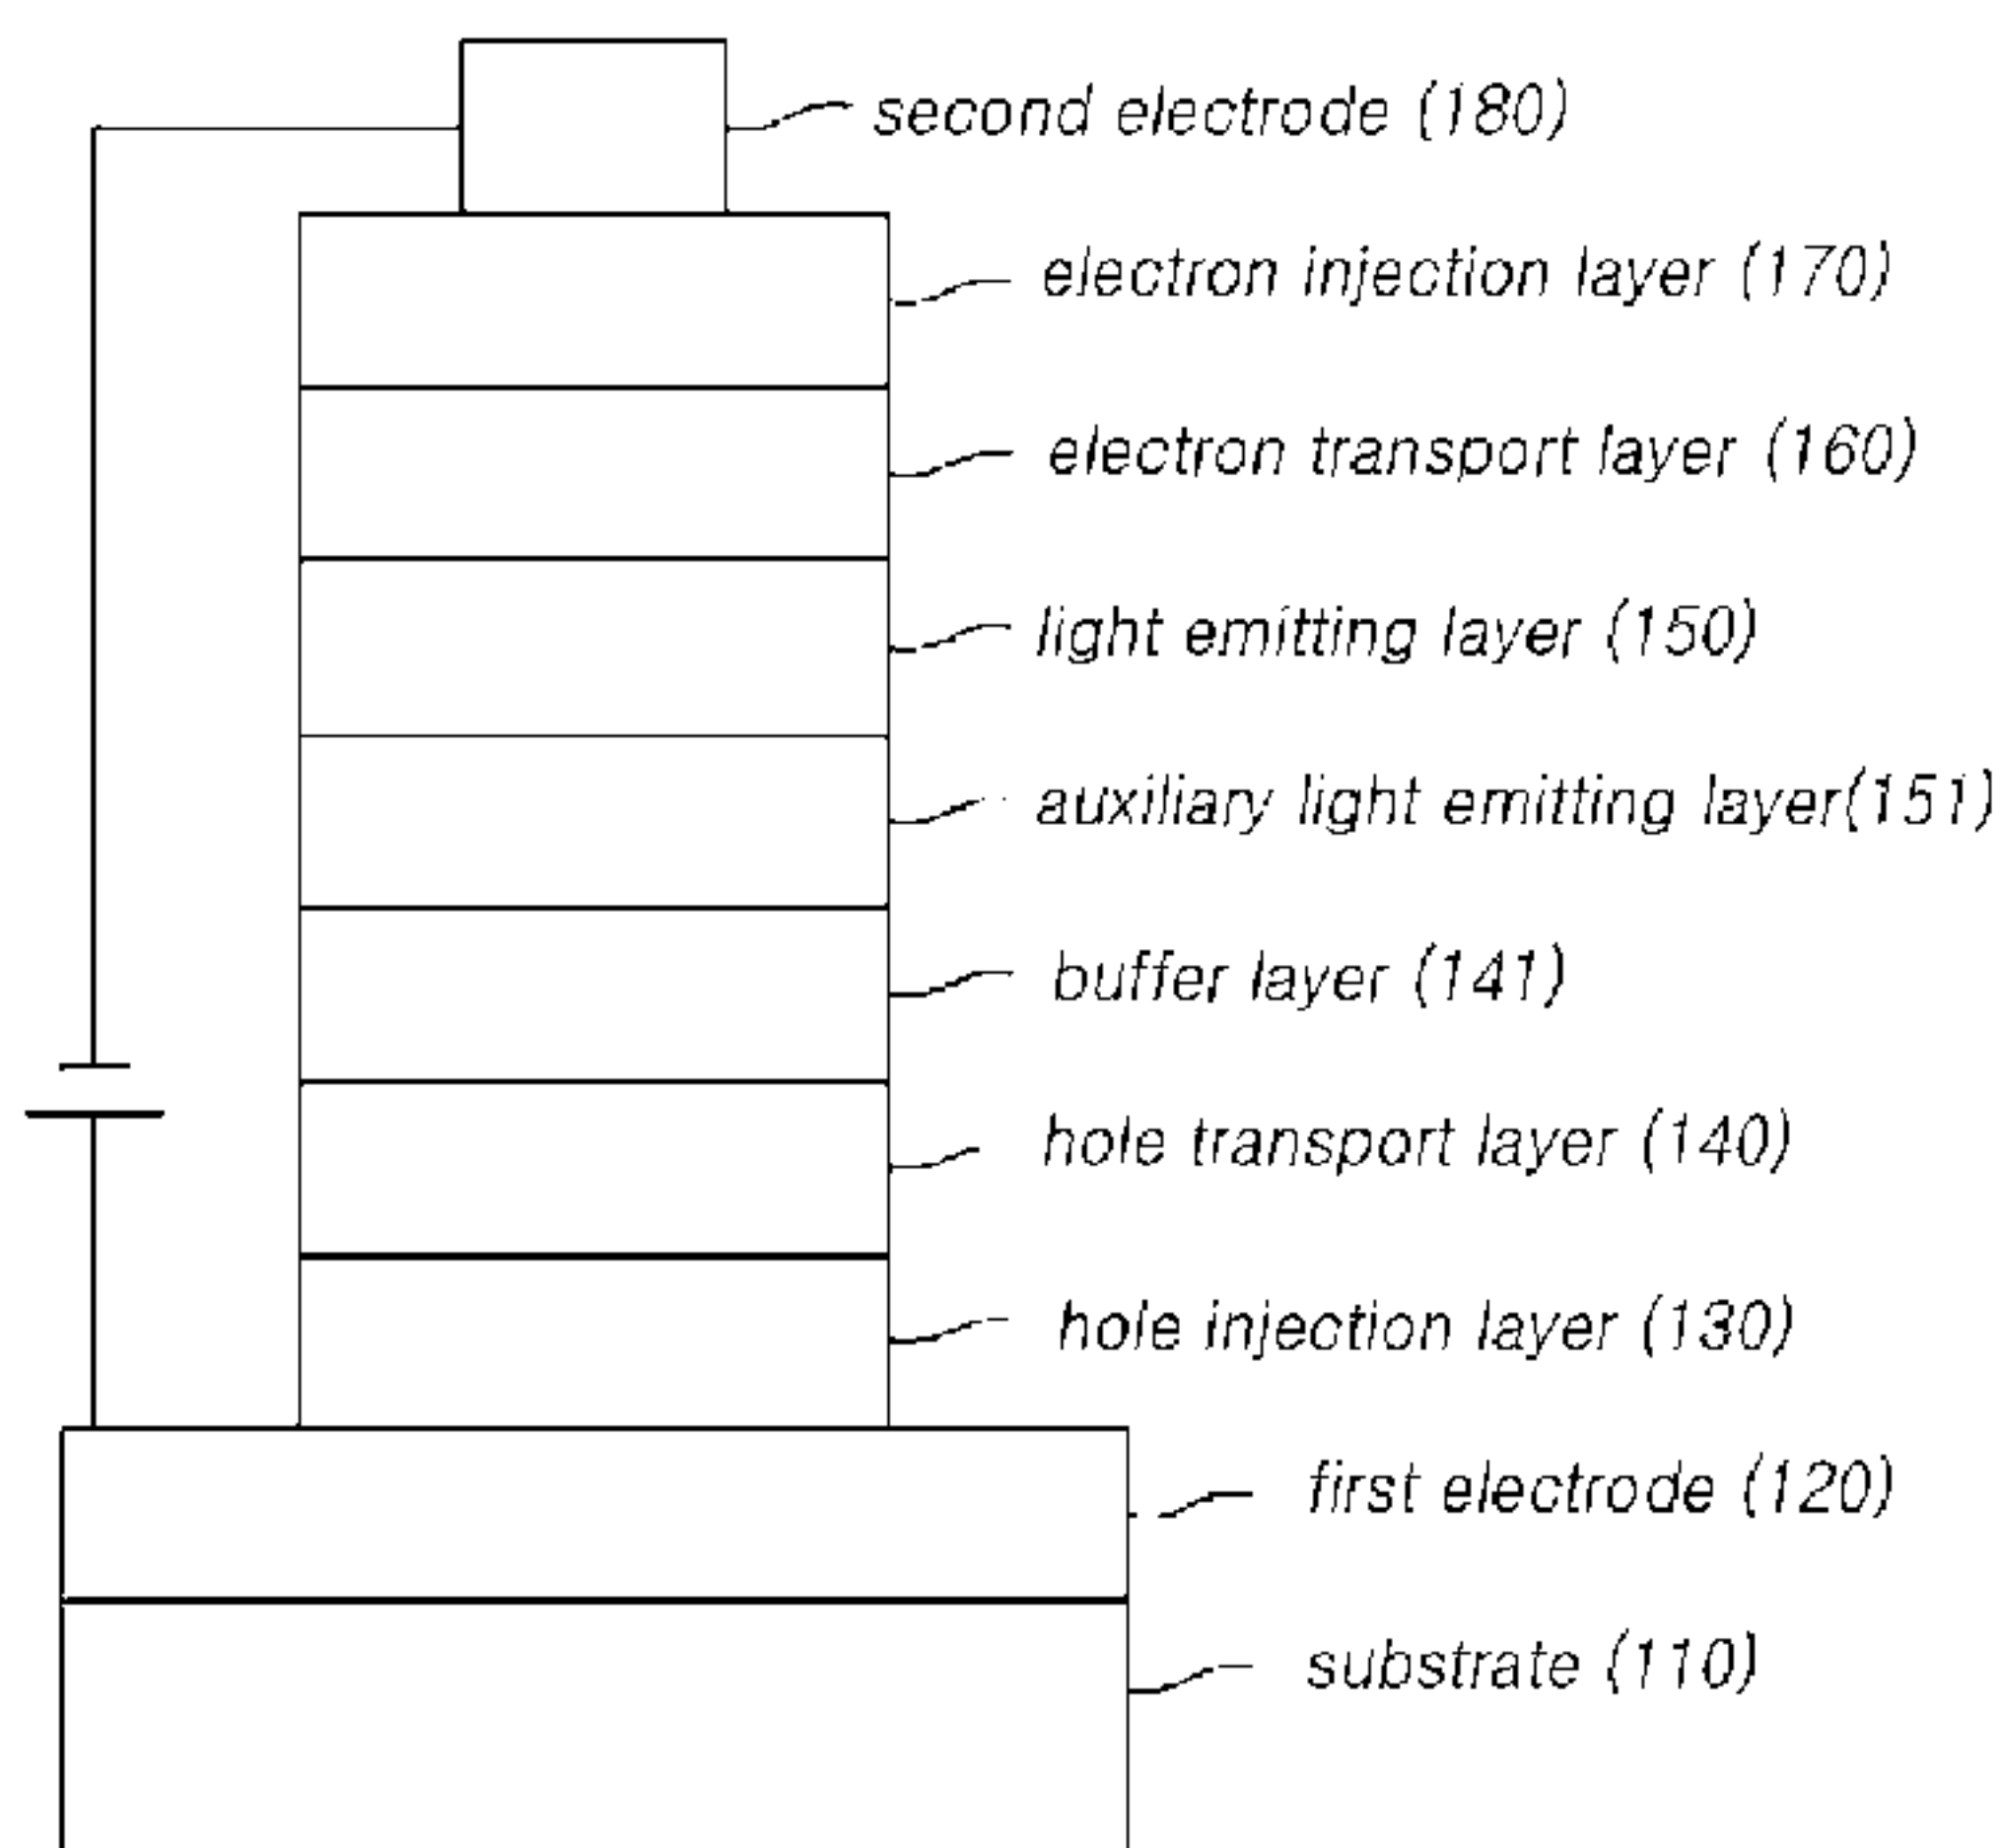 second electrode (180)
electron injection layer (170)
electron transport layer (160)
light emitting layer (150)
auxiliary light emitting layer(151)
buffer layer (141)
hole transport layer (140)
hole injection layer (130)
first electrode (120)
substrate (110)